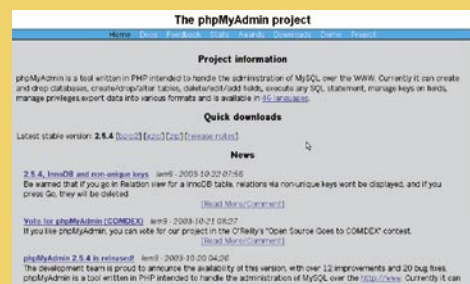 The phpMyAdmin project
Home Docs Feedback Stats Awards Downloads Demo Project
Project information
phpMyAdmin is a tool written in PHP intended to handle the administration of MySQL over the WWW. Currently it can create
and drop databases, create/drop/alter tables, delete/edit/add fields, execute any SQL statement, manage keys on fields,
manage privileges,export data into various formats and is available in 46 languages.
Quick downloads
Latest stable version: 2.5.4 [bzip2] [gzip] [zip] [release notes]
News
2.5.4, InnoDB and non-unique keys lem9 - 2003-10-22 07:55
Be warned that if you go in Relation view for a InnoDB table, relations via non-unique keys wont be displayed, and if you
press Go, they will be deleted.
[Read More/Comment]
Vote for phpMyAdmin (COMDEX) lem9 - 2003-10-21 08:27
If you like phpMyAdmin, you can vote for our project in the O'Reilly's "Open Source Goes to COMDEX" contest.
[Read More/Comment]
phpMyAdmin 2.5.4 is released! lem9 - 2003-10-20 04:26
The development team is proud to announce the availability of this version, with over 12 improvements and 20 bug fixes.
phpMyAdmin is a tool written in PHP intended to handle the administration of MySQL over the http://www. Currently it can